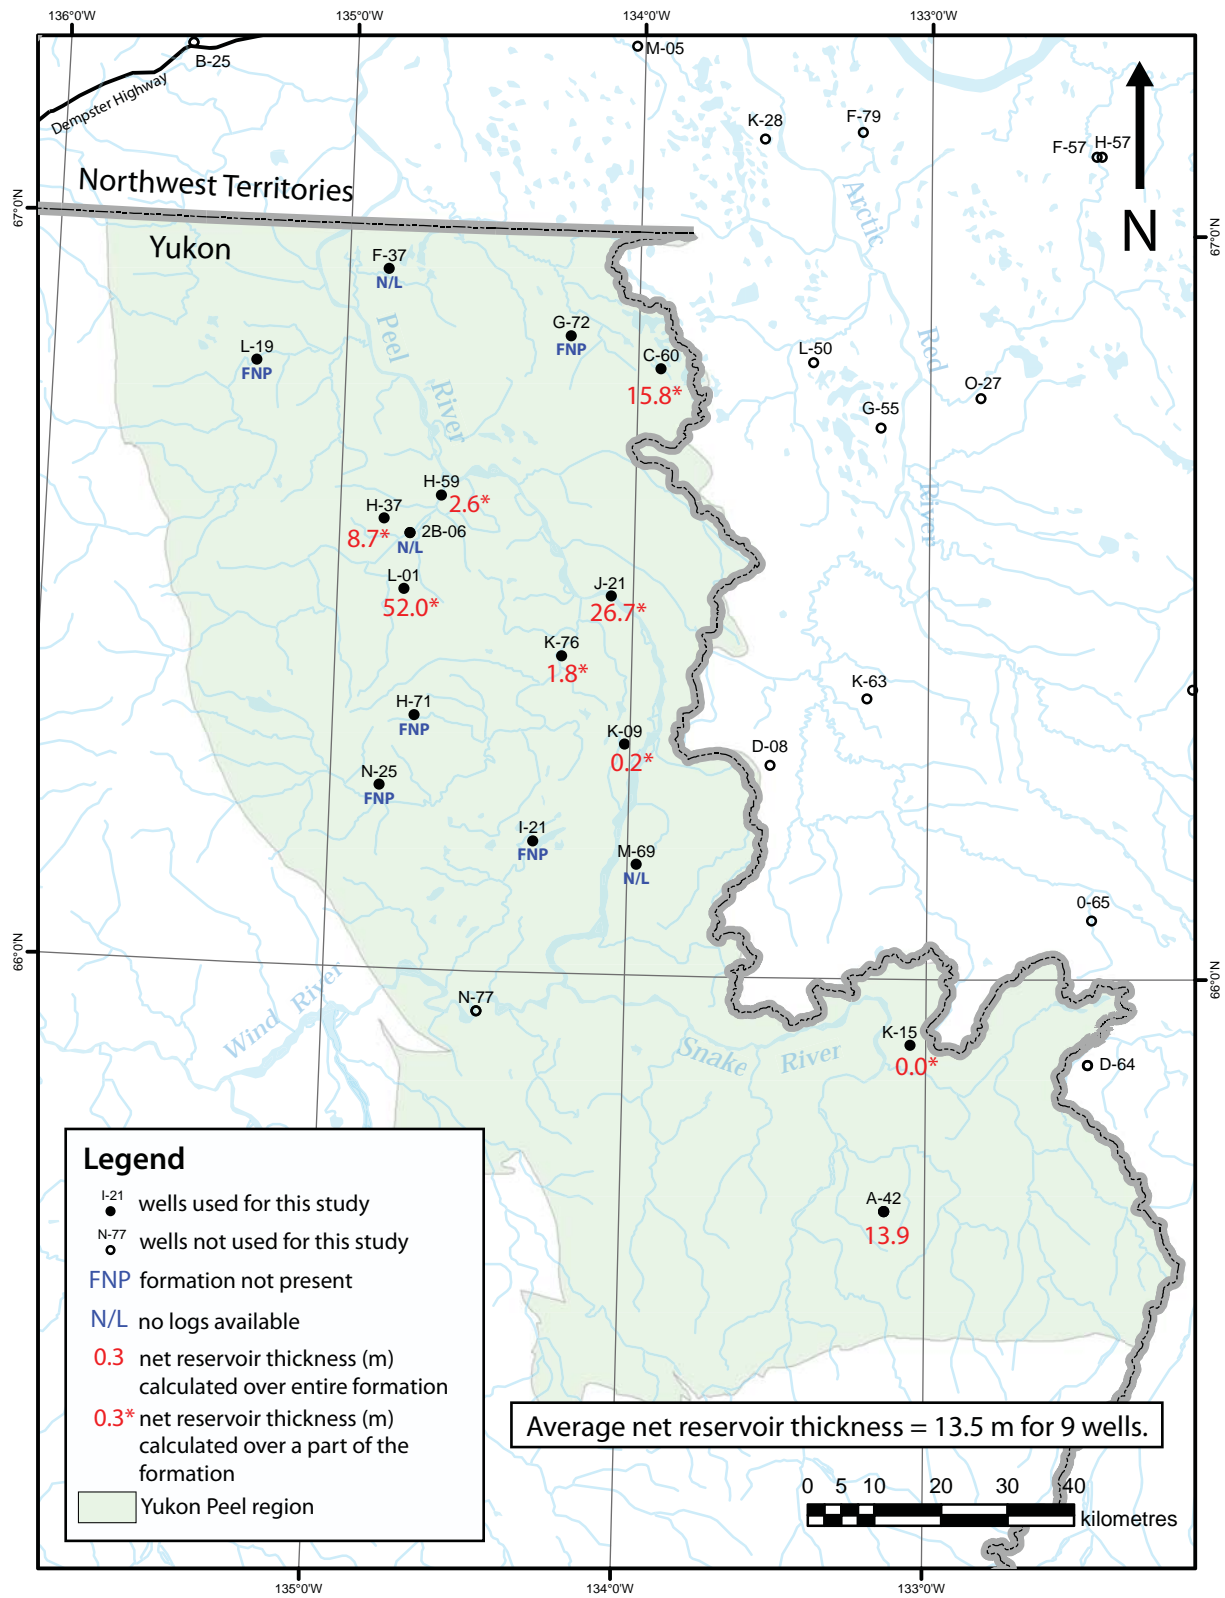 136°0'W
135°0'W
134°0'W
133°0'W
B-25
M-05
Dempster Highway
K-28
F-79
F-57
H-57
Northwest Territories
67°0'N
67°0'N
Arctic
N
Yukon
F-37
N/L
Peel
G-72
FNP
L-19
FNP
C-60
15.8*
L-50
Red
O-27
G-55
River
H-59
2.6*
H-37
8.7*
2B-06
N/L
River
L-01
52.0*
J-21
26.7*
K-76
1.8*
K-63
H-71
FNP
K-09
0.2*
D-08
N-25
FNP
I-21
FNP
M-69
N/L
0-65
66°0'N
66°0'N
Wind River
N-77
Snake River
K-15
0.0*
D-64
A-42
13.9
Legend
I-21
wells used for this study
N-77
wells not used for this study
FNP formation not present
N/L no logs available
0.3 net reservoir thickness (m)
calculated over entire formation
0.3* net reservoir thickness (m)
calculated over a part of the
formation
Yukon Peel region
Average net reservoir thickness = 13.5 m for 9 wells.
0 5 10 20 30 40
kilometres
135°0'W
134°0'W
133°0'W